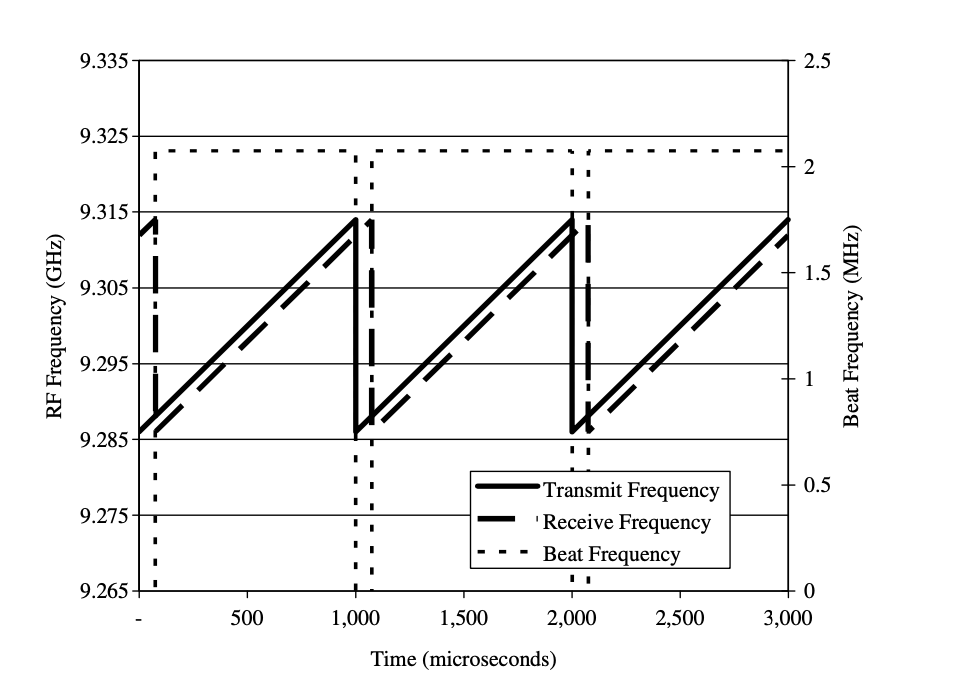 9.335
9.325
9.315
9.305
9.295
9.285
9.275
9.265
RF Frequency (GHz)
2.5
2
1.5
1
0.5
0
Beat Frequency (MHz)
Transmit Frequency
Receive Frequency
Beat Frequency
- 500 1,000 1,500 2,000 2,500 3,000
Time (microseconds)